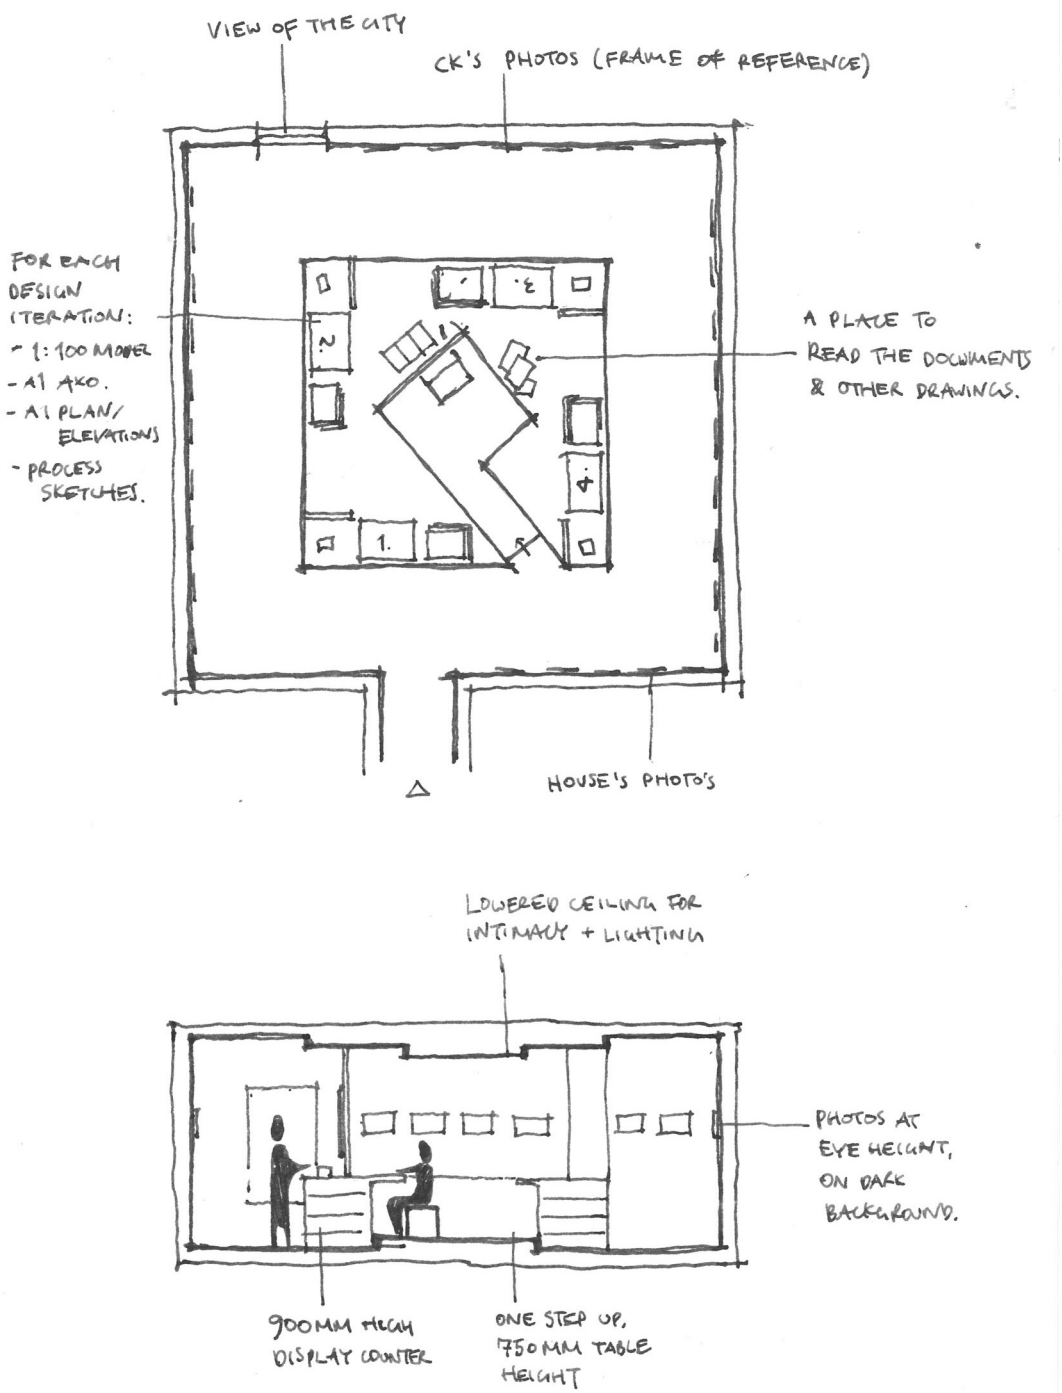 VIEW OF THE CITY
CK'S PHOTOS (FRAME OF REFERENCE)
FOR EACH
DESIGN
ITERATION:
- 1:100 MODEL
- A1 AXO.
- A1 PLAN/
ELEVATIONS
- PROCESS
SKETCHES.
A PLACE TO
READ THE DOCUMENTS
& OTHER DRAWINGS.
3.
2.
4.
1.
HOUSE'S PHOTO'S
LOWERED CEILING FOR
INTIMACY + LIGHTING
PHOTOS AT
EYE HEIGHT,
ON DARK
BACKGROUND.
900MM HIGH
DISPLAY COUNTER
ONE STEP UP,
750MM TABLE
HEIGHT